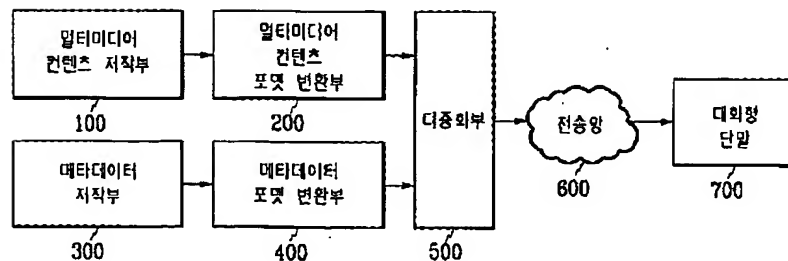 멀티미디어
컨텐츠 저작부
100
멀티미디어
컨텐츠
포맷 변환부
200
메타데이터
저작부
300
메타데이터
포맷 변환부
400
다중화부
500
전송망
600
대화형
단말
700